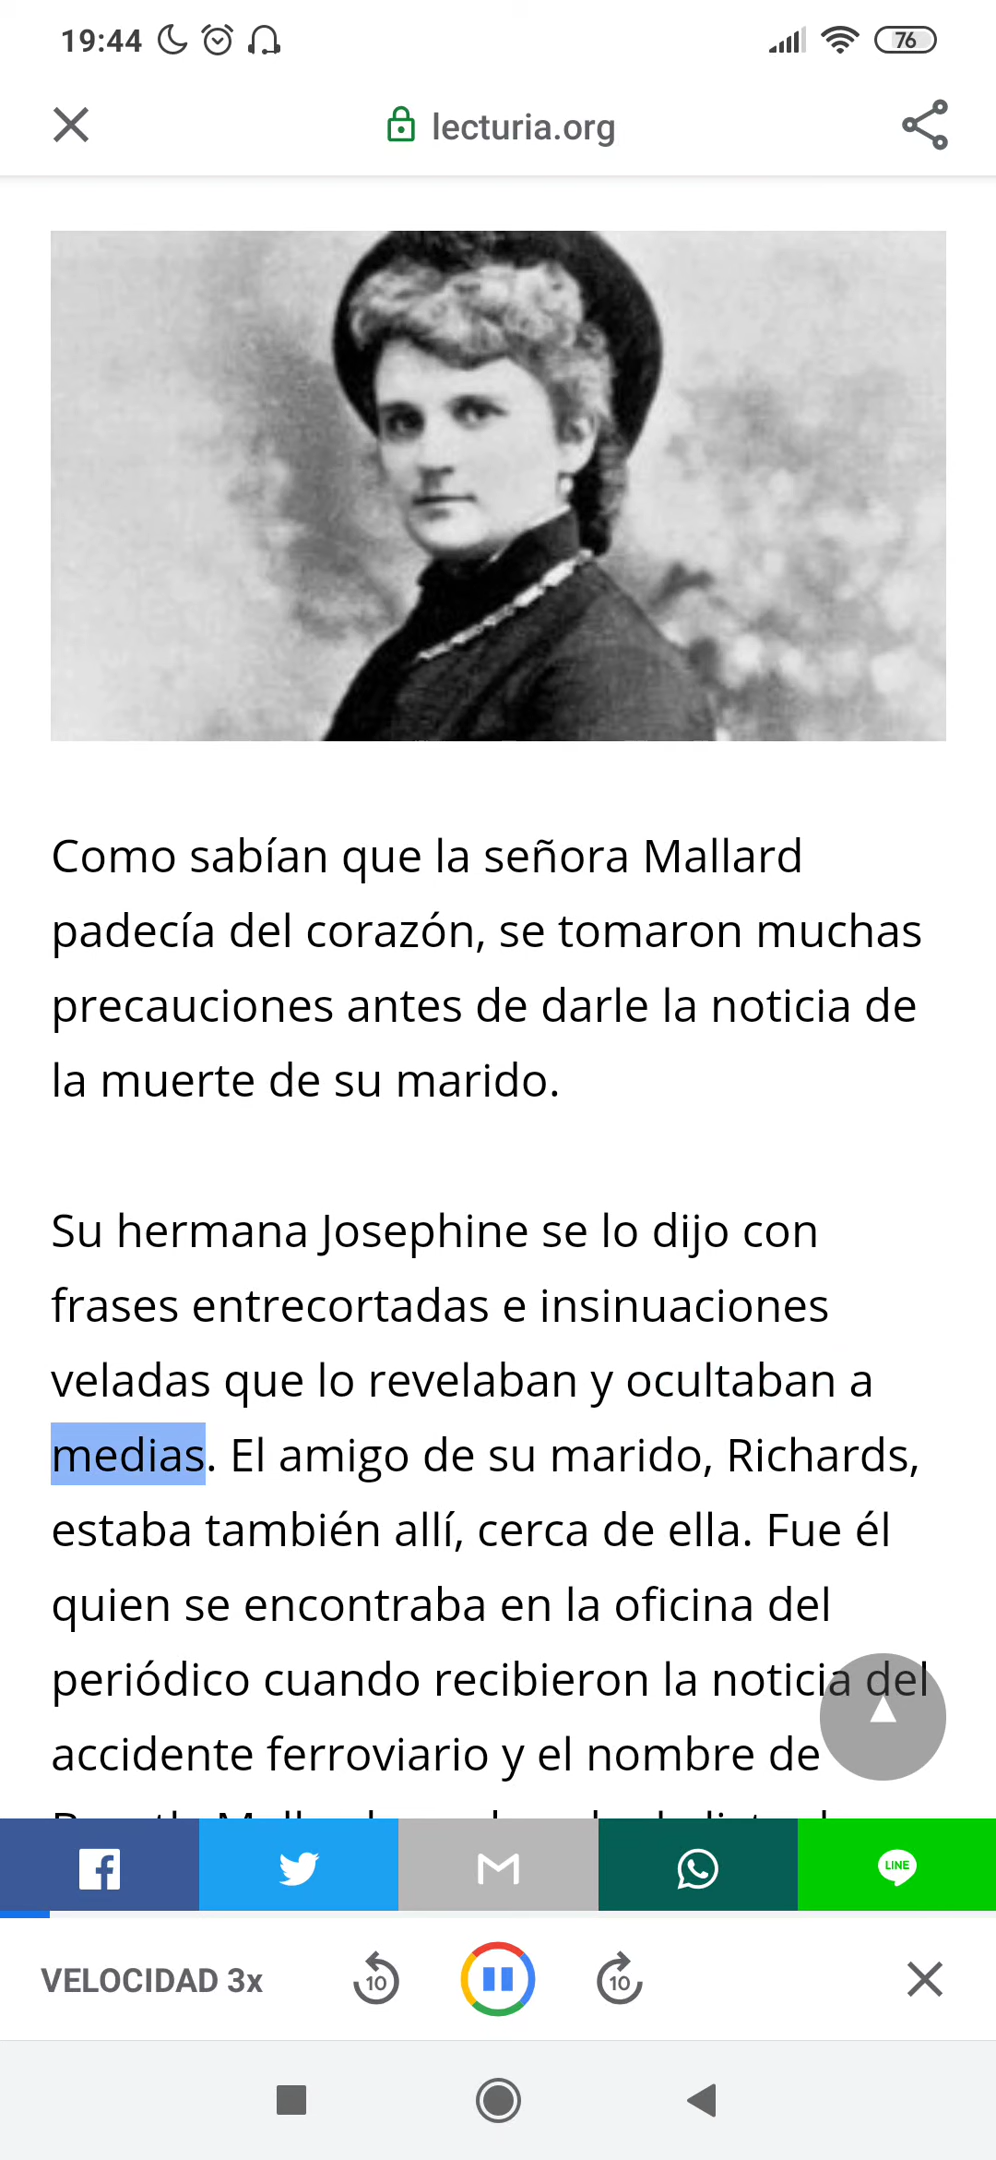 19:44 76
lecturia.org
Como sabían que la señora Mallard
padecía del corazón, se tomaron muchas
precauciones antes de darle la noticia de
la muerte de su marido.
Su hermana Josephine se lo dijo con
frases entrecortadas e insinuaciones
veladas que lo revelaban y ocultaban a
medias. El amigo de su marido, Richards,
estaba también allí, cerca de ella. Fue él
quien se encontraba en la oficina del
periódico cuando recibieron la noticia del
accidente ferroviario y el nombre de
LINE
VELOCIDAD 3x 10 10